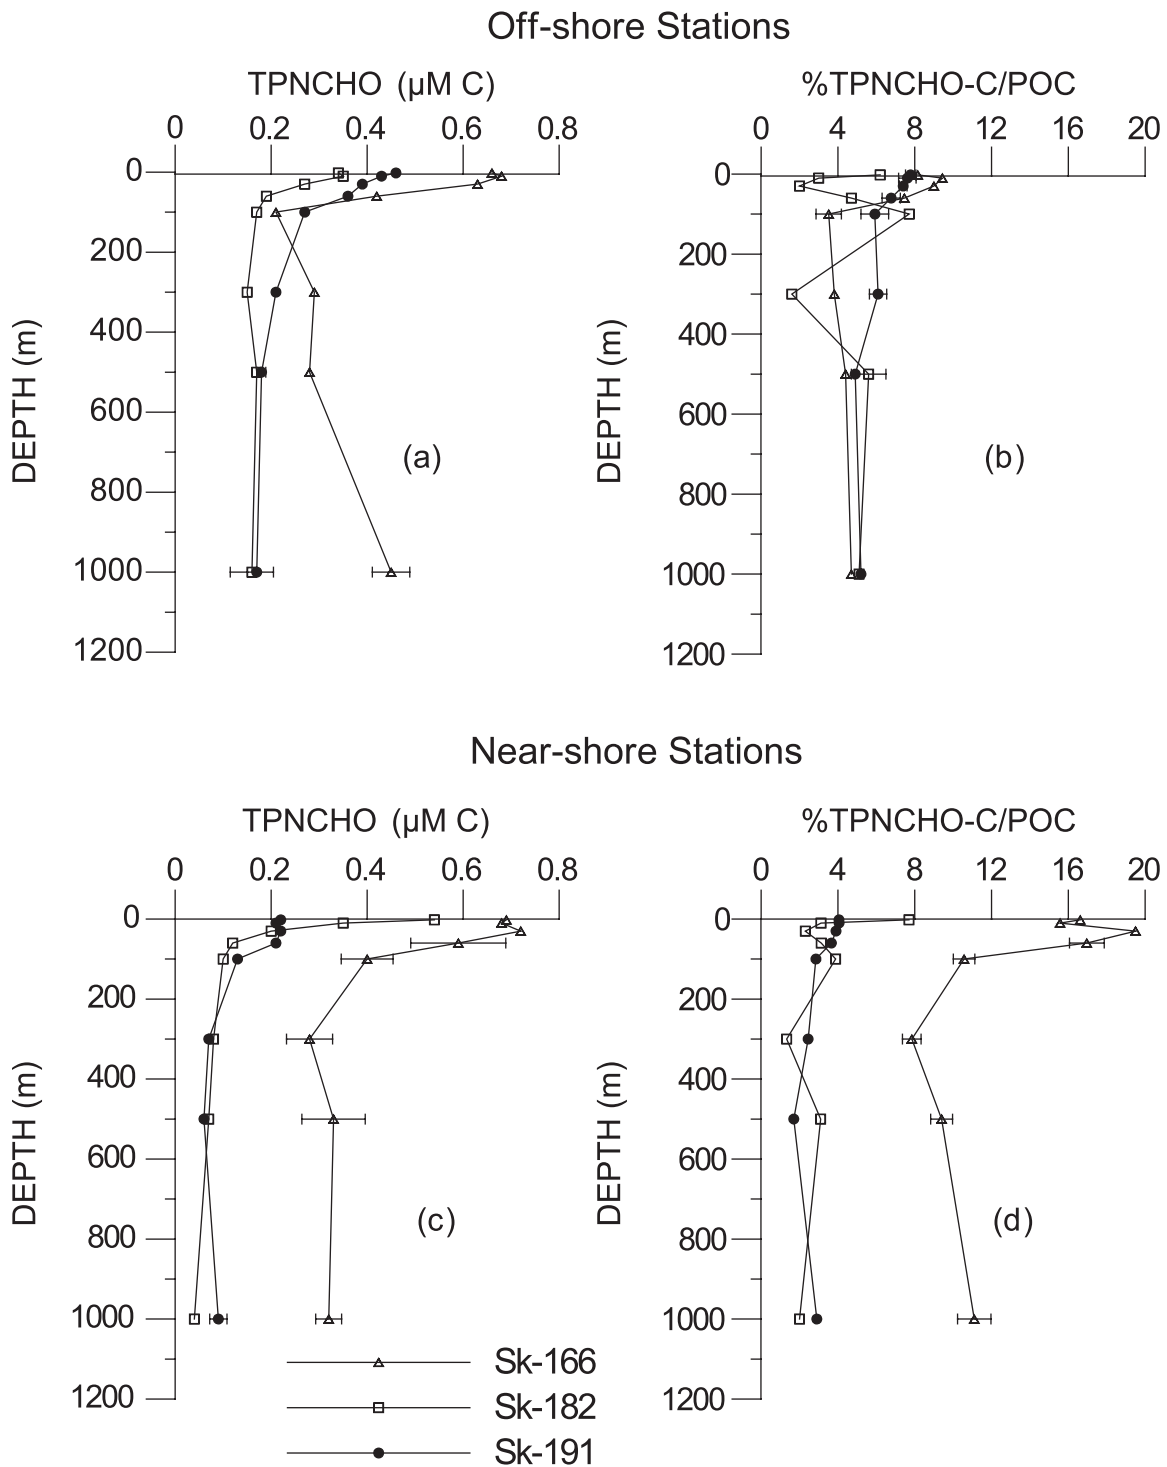 Off-shore Stations
TPNCHO (µM C)
0 0.2 0.4 0.6 0.8
0
200
400
600
800
1000
1200
DEPTH (m)
(a)
%TPNCHO-C/POC
0 4 8 12 16 20
0
200
400
600
800
1000
1200
DEPTH (m)
(b)
Near-shore Stations
TPNCHO (µM C)
0 0.2 0.4 0.6 0.8
0
200
400
600
800
1000
1200
DEPTH (m)
(c)
%TPNCHO-C/POC
0 4 8 12 16 20
0
200
400
600
800
1000
1200
DEPTH (m)
(d)
Sk-166
Sk-182
Sk-191